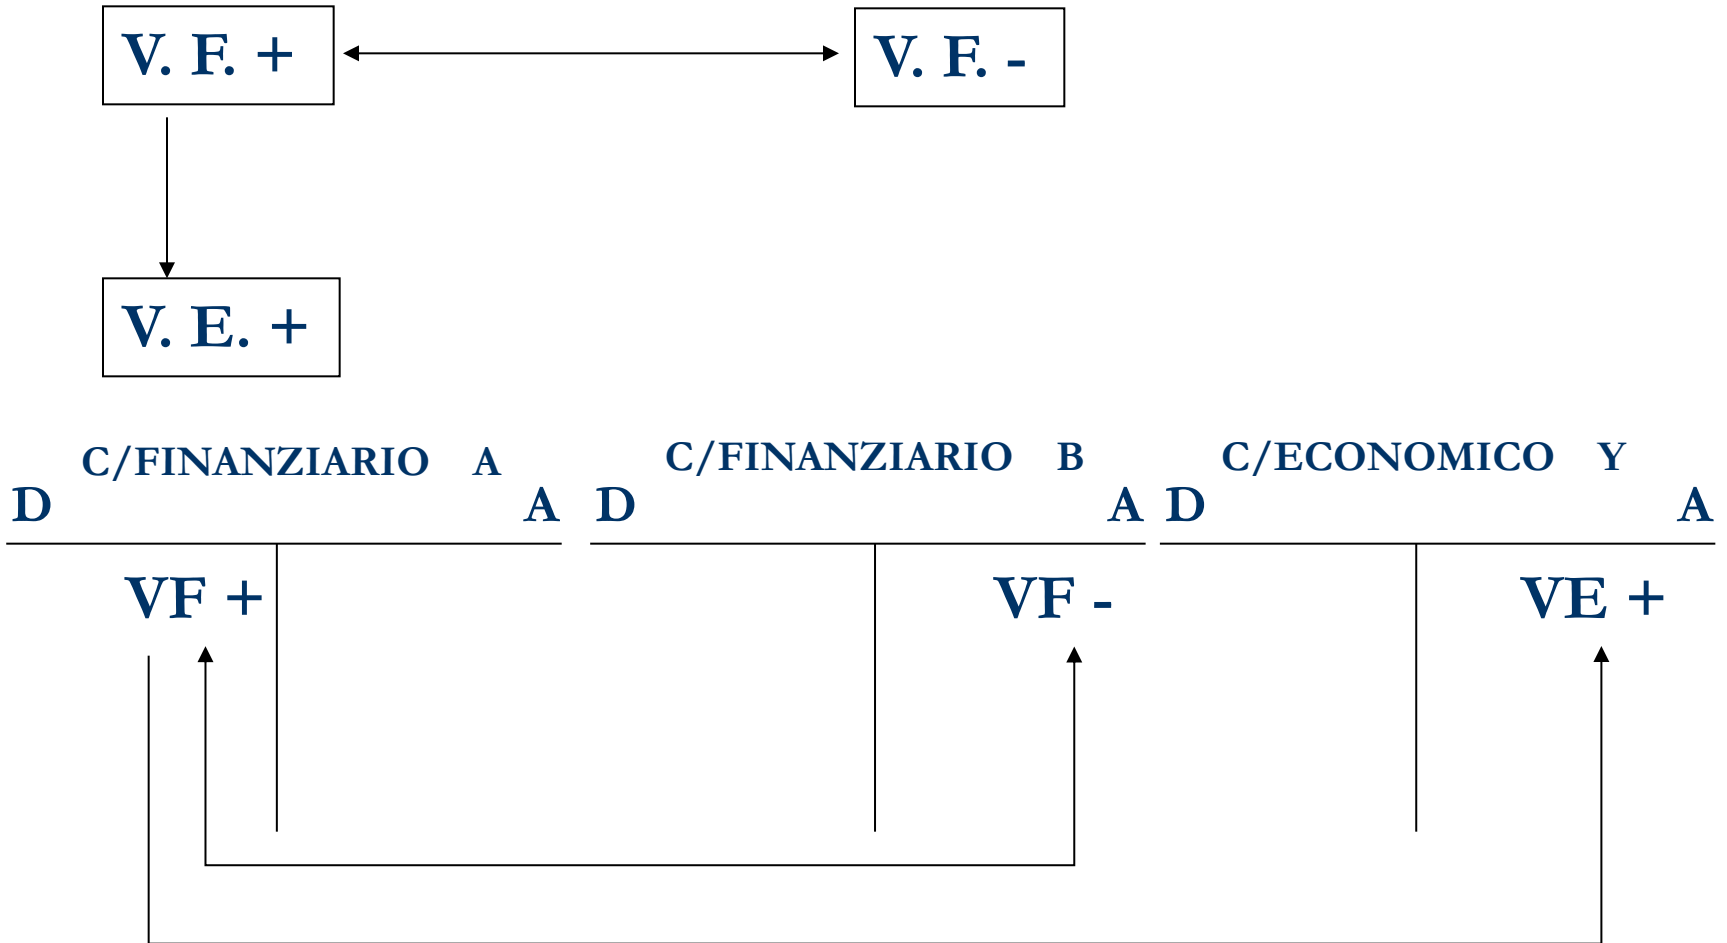 V. F. +
V. F. -
V. E. +
C/FINANZIARIO A
C/FINANZIARIO B
C/ECONOMICO Y
D A D A D A
VF +
VF -
VE +